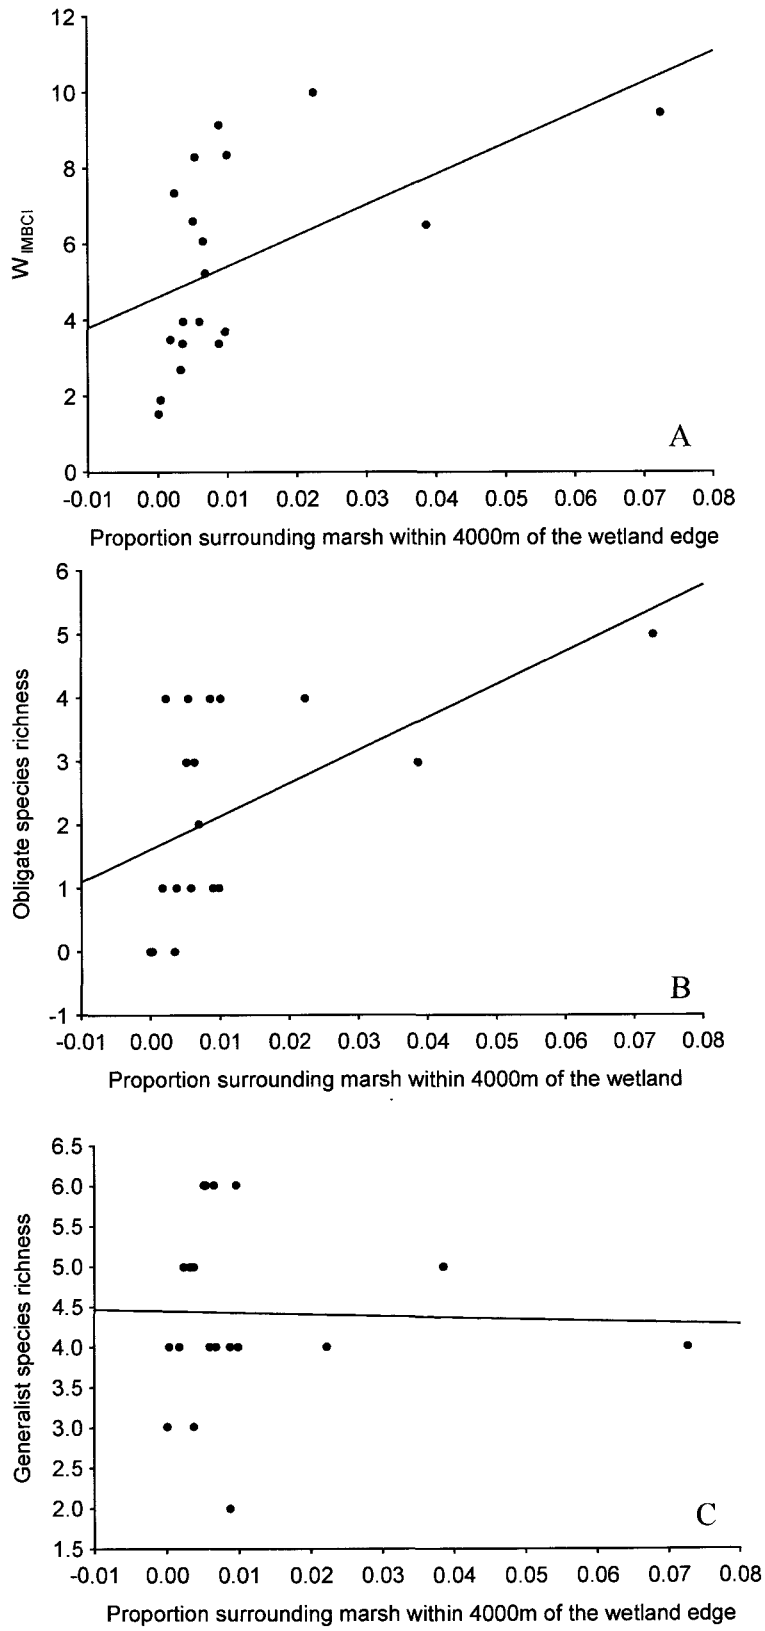 12
10
8
6
4
2
0
W IMBCI
A
-0.01 0.00 0.01 0.02 0.03 0.04 0.05 0.06 0.07 0.08
Proportion surrounding marsh within 4000m of the wetland edge
6
5
4
3
2
1
0
-1
Obligate species richness
B
-0.01 0.00 0.01 0.02 0.03 0.04 0.05 0.06 0.07 0.08
Proportion surrounding marsh within 4000m of the wetland
6.5
6.0
5.5
5.0
4.5
4.0
3.5
3.0
2.5
2.0
1.5
Generalist species richness
C
-0.01 0.00 0.01 0.02 0.03 0.04 0.05 0.06 0.07 0.08
Proportion surrounding marsh within 4000m of the wetland edge